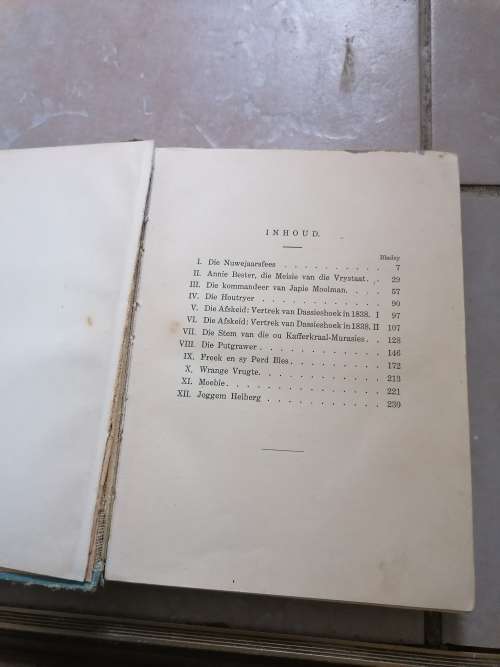 INHOUD.
Bladsy
I. Die Nuwejaarsfees . . . . . . . . . . 7
II. Annie Bester, die Meisie van die Vrystaat . . 29
III. Die kommandeer van Japie Moolman . . . . 57
IV. Die Houtryer . . . . . . . . . . . . 90
V. Die Afskeid: Vertrek van Dassieshoek in 1838. I 97
VI. Die Afskeid: Vertrek van Dassieshoek in 1838. II 107
VII. Die Stem van die ou Kafferkraal-Murasies . . 128
VIII. Die Putgrawer . . . . . . . . . . . 146
IX. Freek en sy Perd Bles . . . . . . . . . 172
X. Wrange Vrugte . . . . . . . . . . . 213
XI. Meebie . . . . . . . . . . . . . . 221
XII. Joggem Helberg . . . . . . . . . . . 239